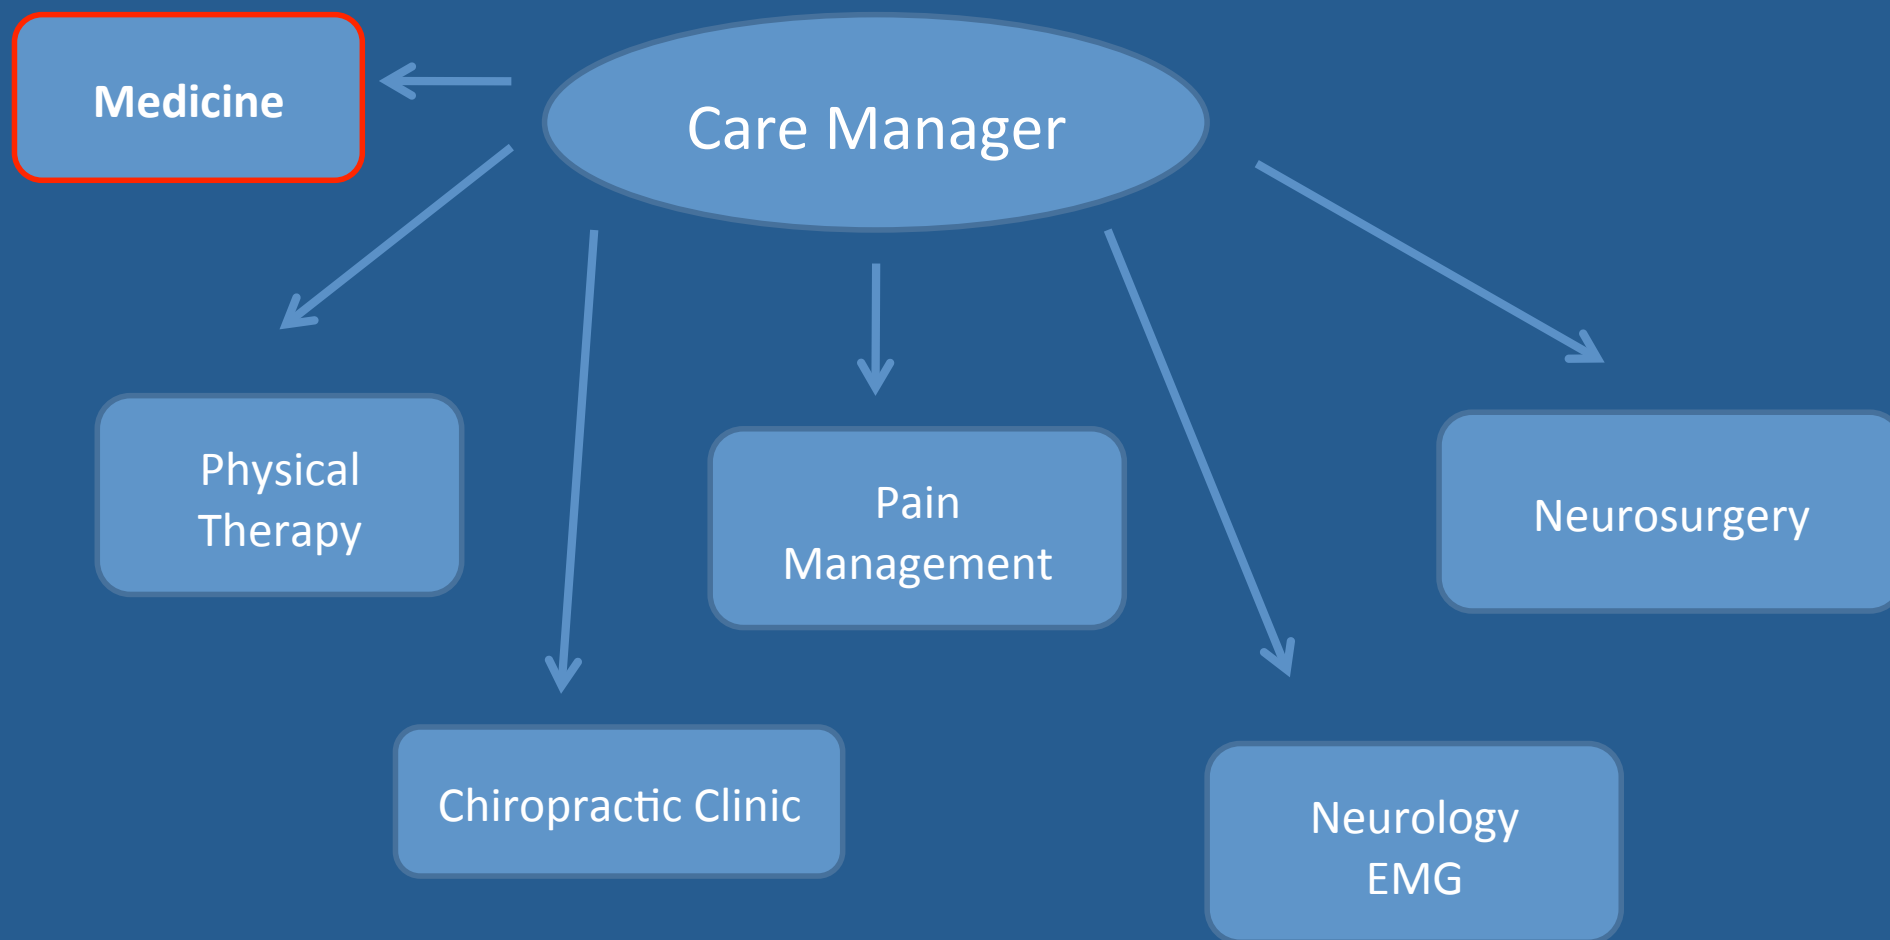 Medicine
Care Manager
Physical
Therapy
Pain
Management
Neurosurgery
Chiropractic Clinic
Neurology
EMG